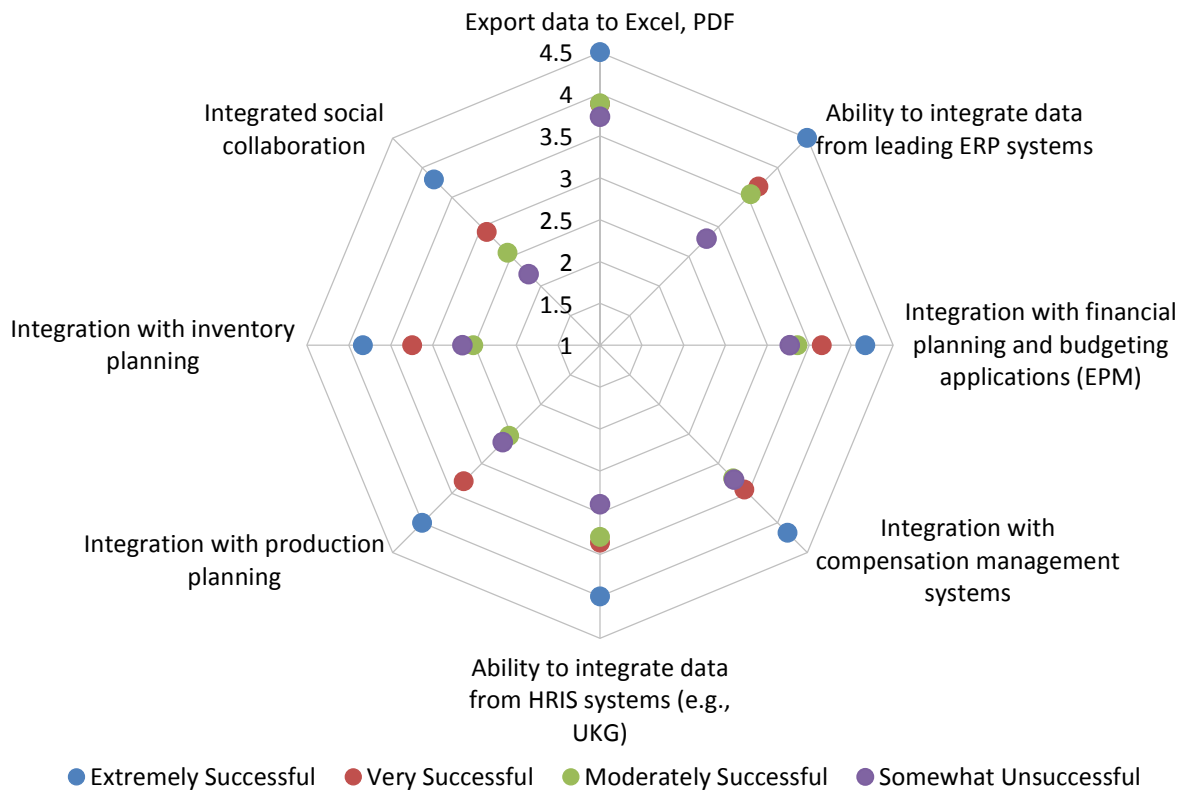 Export data to Excel, PDF
4.5
4
3.5
3
2.5
2
1.5
1
Ability to integrate data
from leading ERP systems
Integration with financial
planning and budgeting
applications (EPM)
Integration with
compensation management
systems
Ability to integrate data
from HRIS systems (e.g.,
UKG)
Integration with production
planning
Integration with inventory
planning
Integrated social
collaboration
Extremely Successful Very Successful Moderately Successful Somewhat Unsuccessful